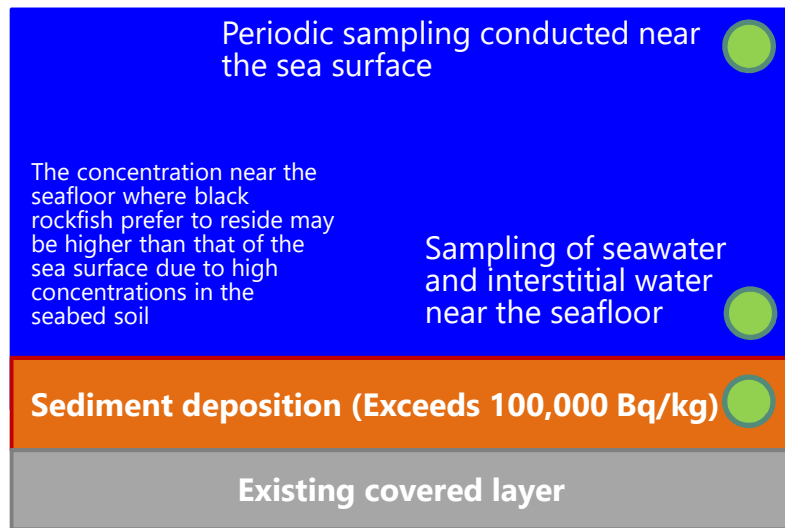 Periodic sampling conducted near
the sea surface
The concentration near the
seafloor where black
rockfish prefer to reside may
be higher than that of the
sea surface due to high
concentrations in the
seabed soil
Sampling of seawater
and interstitial water
near the seafloor
Sediment deposition (Exceeds 100,000 Bq/kg)
Existing covered layer